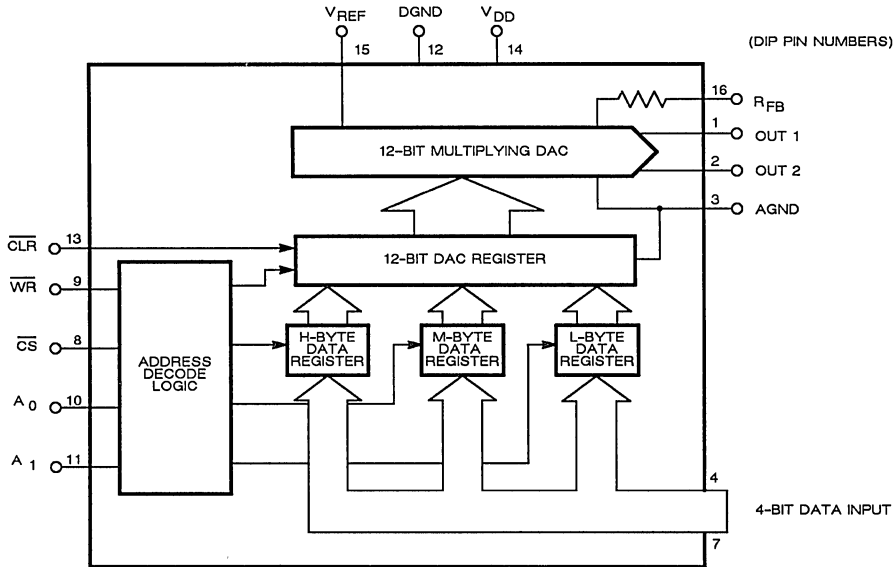 VREF DGND VDD
15 12 14
(DIP PIN NUMBERS)
16 RFB
1 OUT 1
12-BIT MULTIPLYING DAC
2 OUT 2
3 AGND
CLR 13
12-BIT DAC REGISTER
WR 9
CS 8
H-BYTE
DATA
REGISTER
M-BYTE
DATA
REGISTER
L-BYTE
DATA
REGISTER
ADDRESS
DECODE
LOGIC
A0 10
A1 11
4
4-BIT DATA INPUT
7